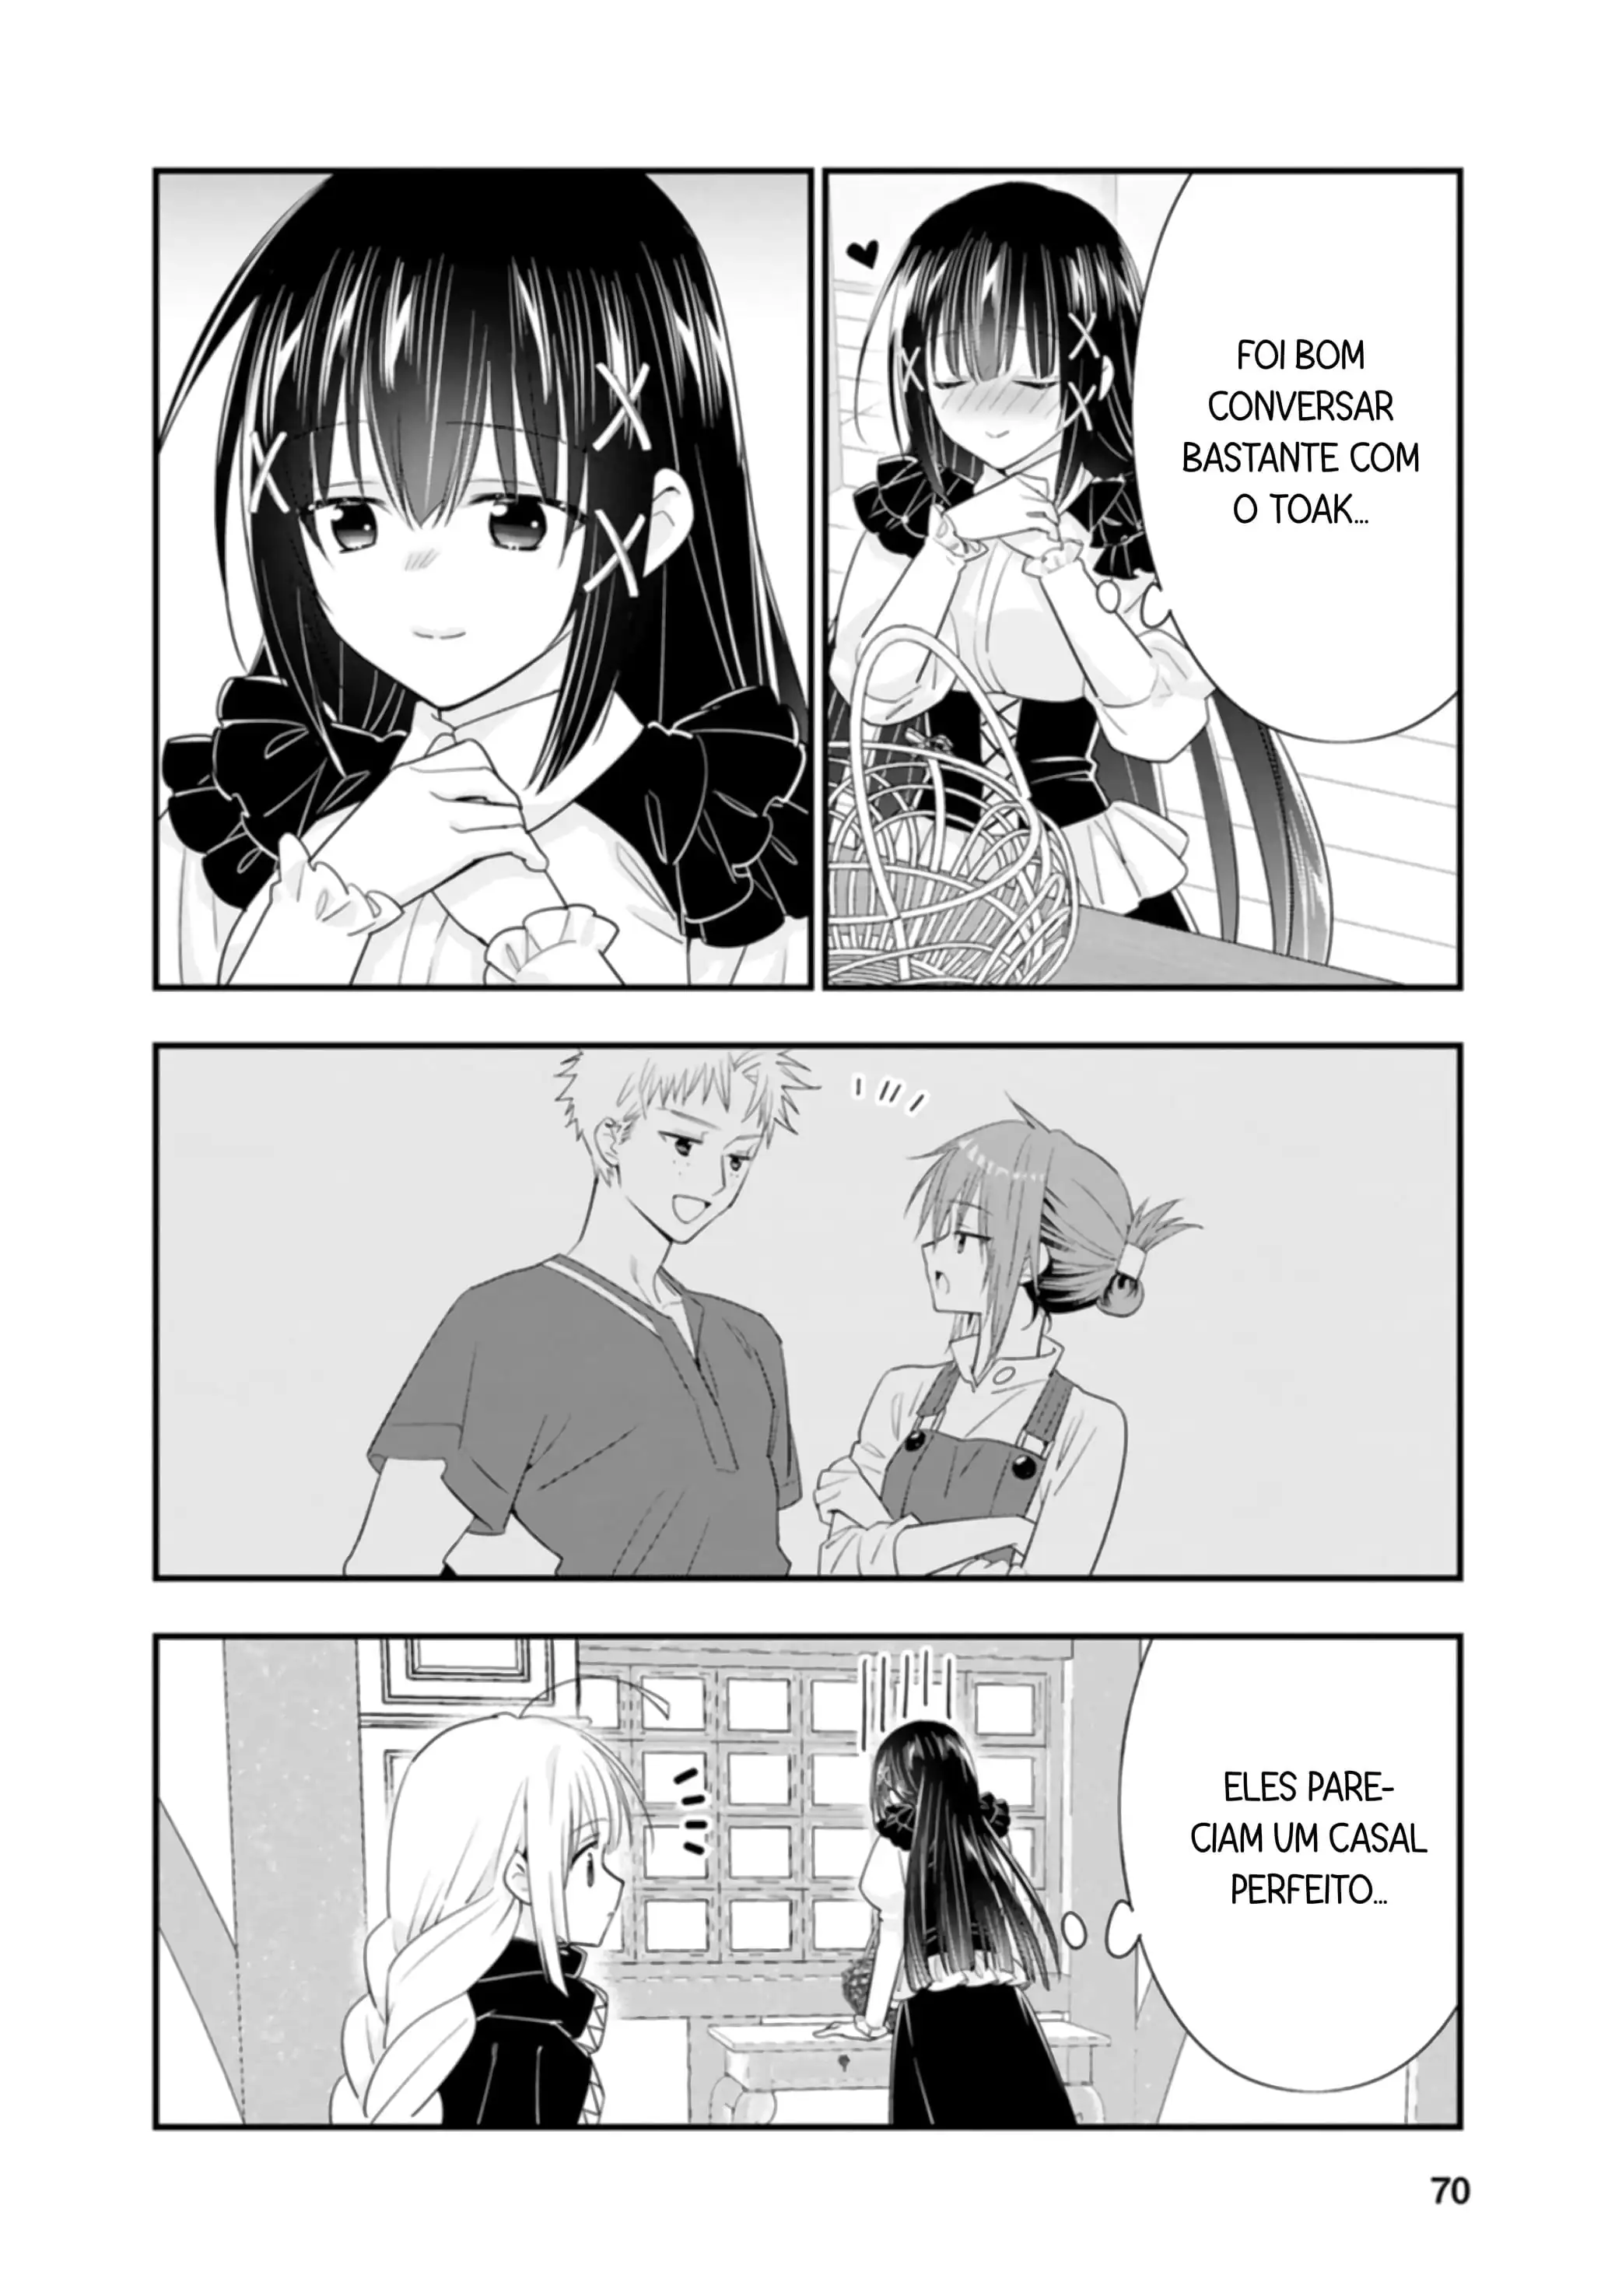 FOI BOM
CONVERSAR
BASTANTE COM
O TOAK...
ELES PARE-
CIAM UM CASAL
PERFEITO...
70